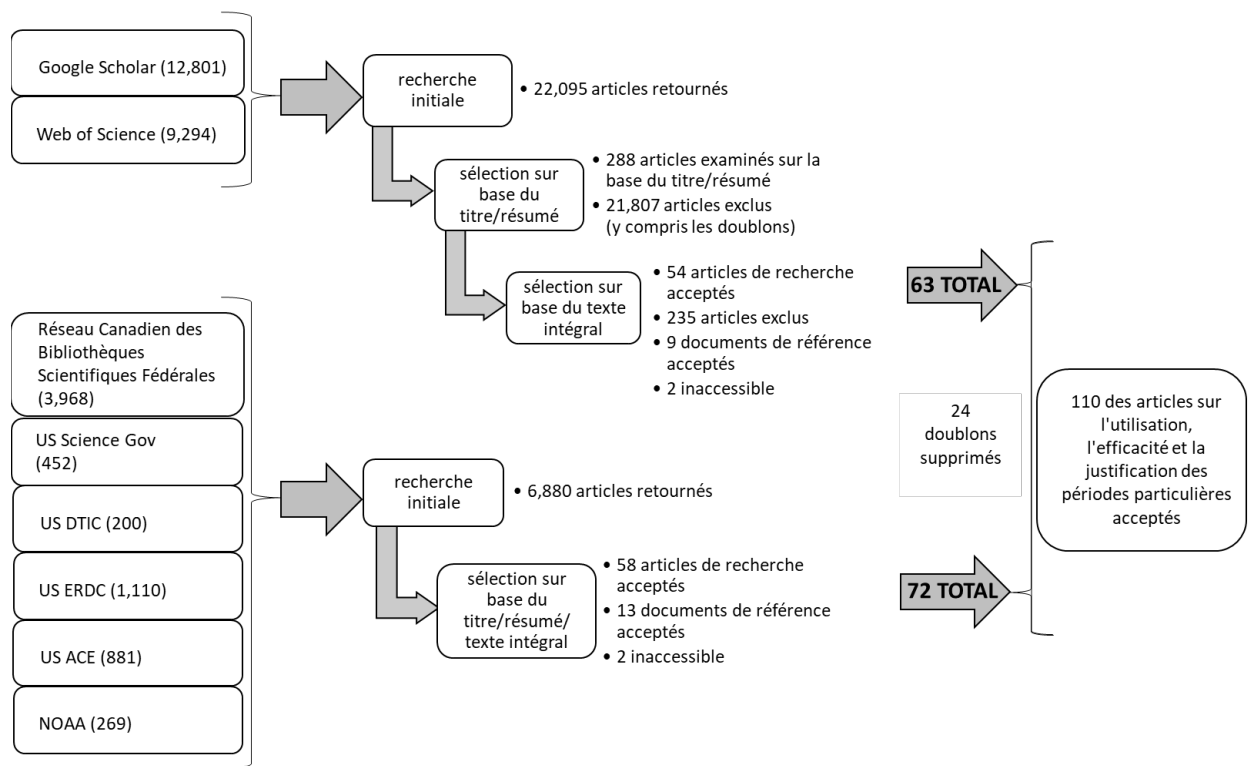 Google Scholar (12,801)
Web of Science (9,294)
recherche
initiale
• 22,095 articles retournés
sélection sur
base du
titre/résumé
• 288 articles examinés sur la
base du titre/résumé
• 21,807 articles exclus
(y compris les doublons)
sélection sur
base du texte
intégral
• 54 articles de recherche
acceptés
• 235 articles exclus
• 9 documents de référence
acceptés
• 2 inaccessible
63 TOTAL
Réseau Canadien des
Bibliothèques
Scientifiques Fédérales
(3,968)
US Science Gov
(452)
US DTIC (200)
US ERDC (1,110)
US ACE (881)
NOAA (269)
recherche
initiale
• 6,880 articles retournés
sélection sur
base du
titre/résumé/
texte intégral
• 58 articles de recherche
acceptés
• 13 documents de référence
acceptés
• 2 inaccessible
72 TOTAL
24
doublons
supprimés
110 des articles sur
l'utilisation,
l'efficacité et la
justification des
périodes particulières
acceptés